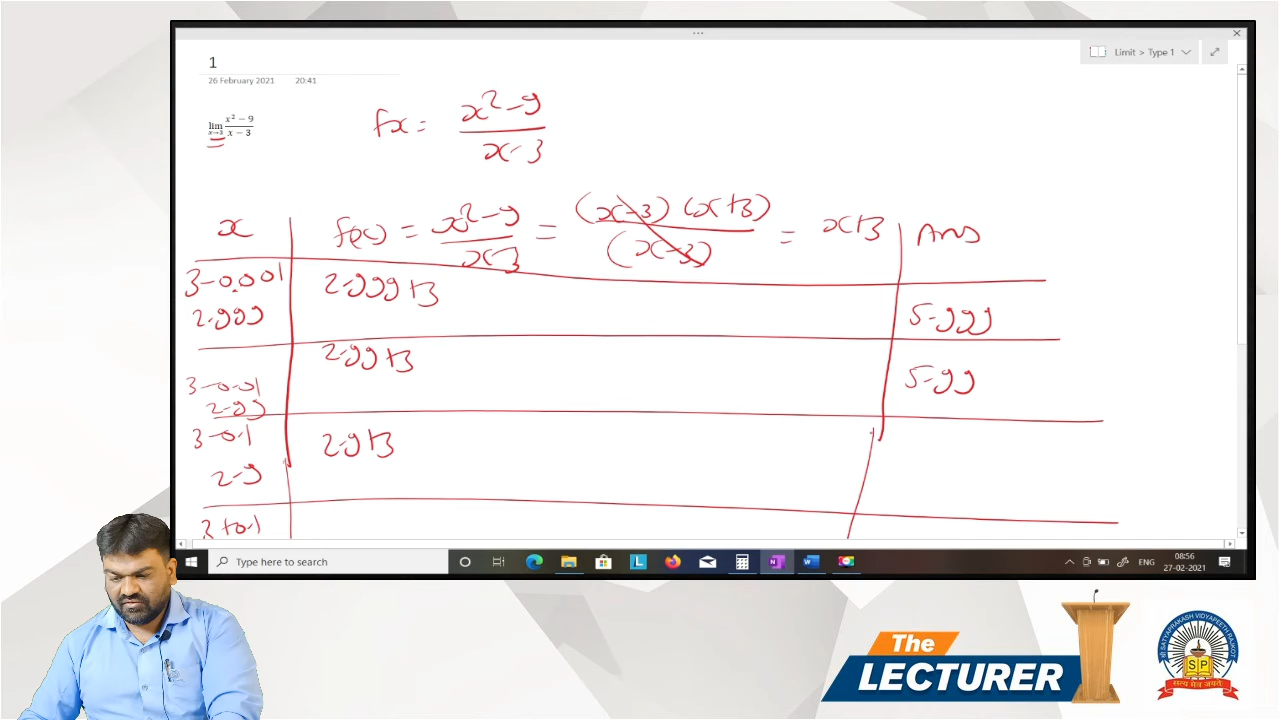 Limit > Type 1
1
26 February 2021 20:41
lim x→3 x² − 9 / x − 3
fx = x² - 9 / x - 3
x f(x) = x² - 9 / x - 3 = (x-3) (x+3) / (x-3) = x+3 Ans
3-0.001 2.999+3
2.999 5.999
2.99+3
3-0.01 5.99
2.99
3-0.1 2.9+3
2.9
3+0.1
Type here to search
L N W
ENG
08:56
27-02-2021
The
LECTURER
SP
सत्य मेव जयते